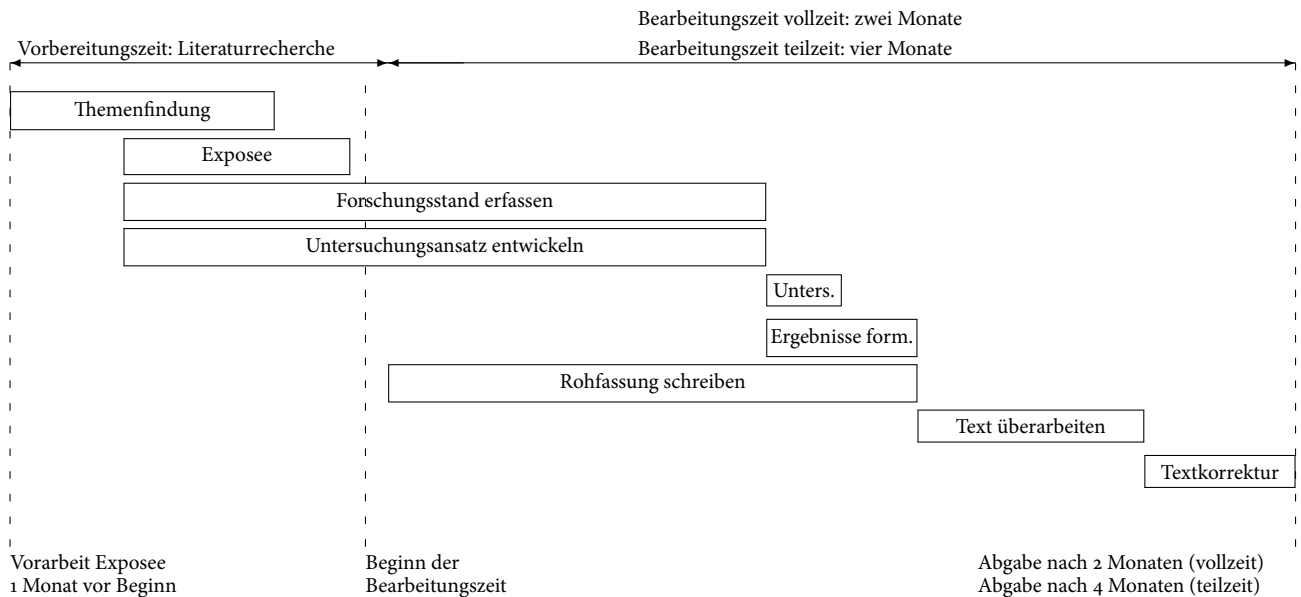 Bearbeitungszeit vollzeit: zwei Monate
Vorbereitungszeit: Literaturrecherche
Bearbeitungszeit teilzeit: vier Monate
Themenfindung
Exposee
Forschungsstand erfassen
Untersuchungsansatz entwickeln
Unters.
Ergebnisse form.
Rohfassung schreiben
Text überarbeiten
Textkorrektur
Vorarbeit Exposee
1 Monat vor Beginn
Beginn der
Bearbeitungszeit
Abgabe nach 2 Monaten (vollzeit)
Abgabe nach 4 Monaten (teilzeit)